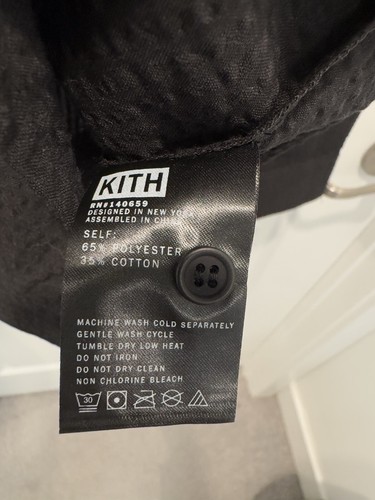 KITH
RN#140659
DESIGNED IN NEW YORK
ASSEMBLED IN CHINA
SELF:
65% POLYESTER
35% COTTON
MACHINE WASH COLD SEPARATELY
GENTLE WASH CYCLE
TUMBLE DRY LOW HEAT
DO NOT IRON
DO NOT DRY CLEAN
NON CHLORINE BLEACH
30